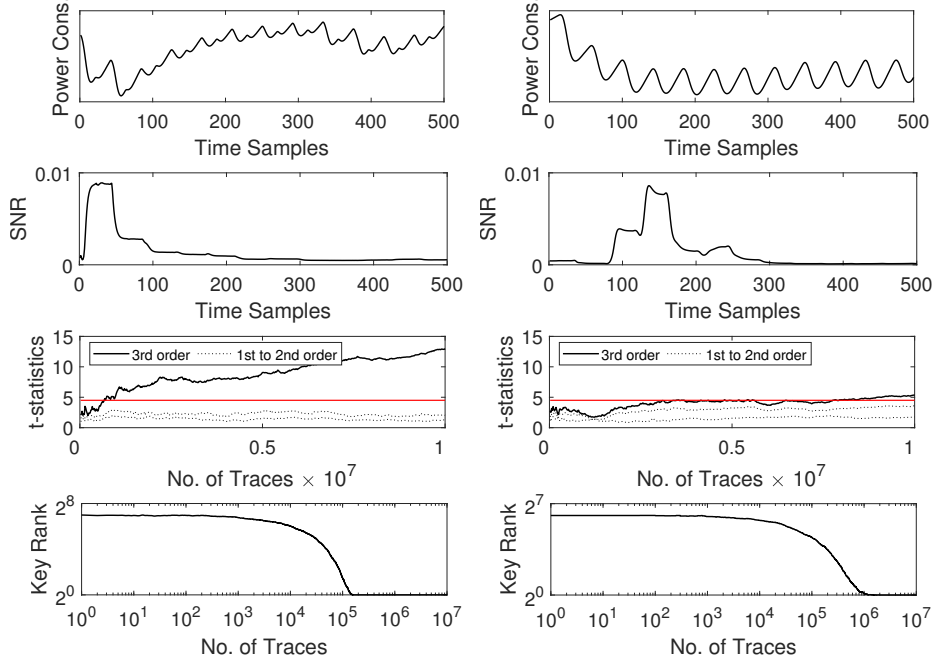 Power Cons
0 100 200 300 400 500
Time Samples
Power Cons
0 100 200 300 400 500
Time Samples
0.01
0
SNR
0 100 200 300 400 500
Time Samples
0.01
0
SNR
0 100 200 300 400 500
Time Samples
15
10
5
0
t-statistics
3rd order 1st to 2nd order
0 0.5 1
No. of Traces × 10^7
15
10
5
0
t-statistics
3rd order 1st to 2nd order
0 0.5 1
No. of Traces × 10^7
2^8
2^0
Key Rank
10^0 10^1 10^2 10^3 10^4 10^5 10^6 10^7
No. of Traces
2^7
2^0
Key Rank
10^0 10^1 10^2 10^3 10^4 10^5 10^6 10^7
No. of Traces